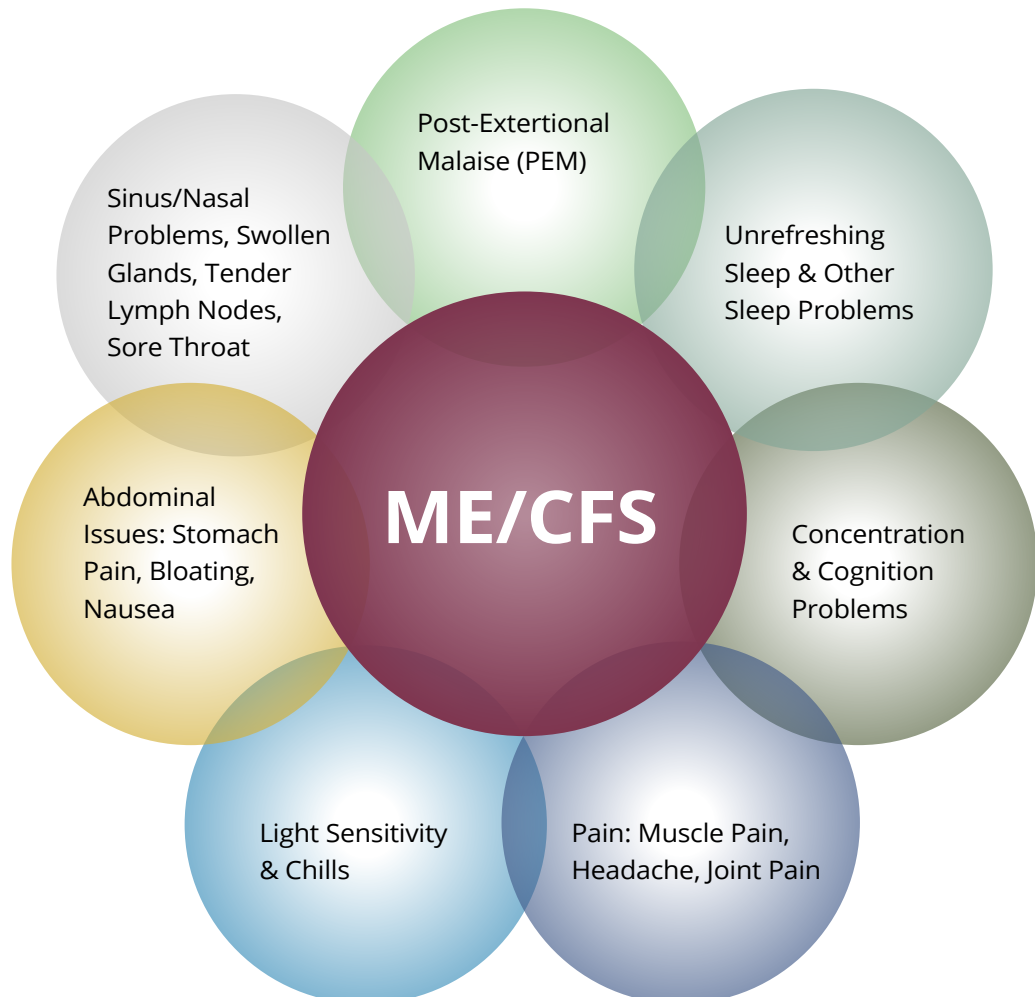 Post-Extertional
Malaise (PEM)
Unrefreshing
Sleep & Other
Sleep Problems
Concentration
& Cognition
Problems
Pain: Muscle Pain,
Headache, Joint Pain
Light Sensitivity
& Chills
Abdominal
Issues: Stomach
Pain, Bloating,
Nausea
Sinus/Nasal
Problems, Swollen
Glands, Tender
Lymph Nodes,
Sore Throat
ME/CFS